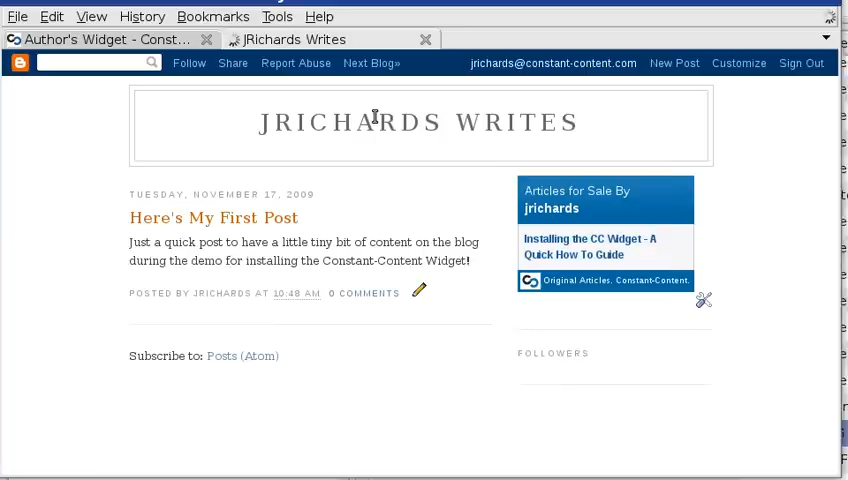 File Edit View History Bookmarks Tools Help
Author's Widget - Const... JRichards Writes
Follow Share Report Abuse Next Blog» jrichards@constant-content.com New Post Customize Sign Out
JRICHARDS WRITES
TUESDAY, NOVEMBER 17, 2009
Here's My First Post
Just a quick post to have a little tiny bit of content on the blog
during the demo for installing the Constant-Content Widget!
POSTED BY JRICHARDS AT 10:48 AM 0 COMMENTS
Subscribe to: Posts (Atom)
Articles for Sale By
jrichards
Installing the CC Widget - A
Quick How To Guide
Original Articles. Constant-Content.
FOLLOWERS